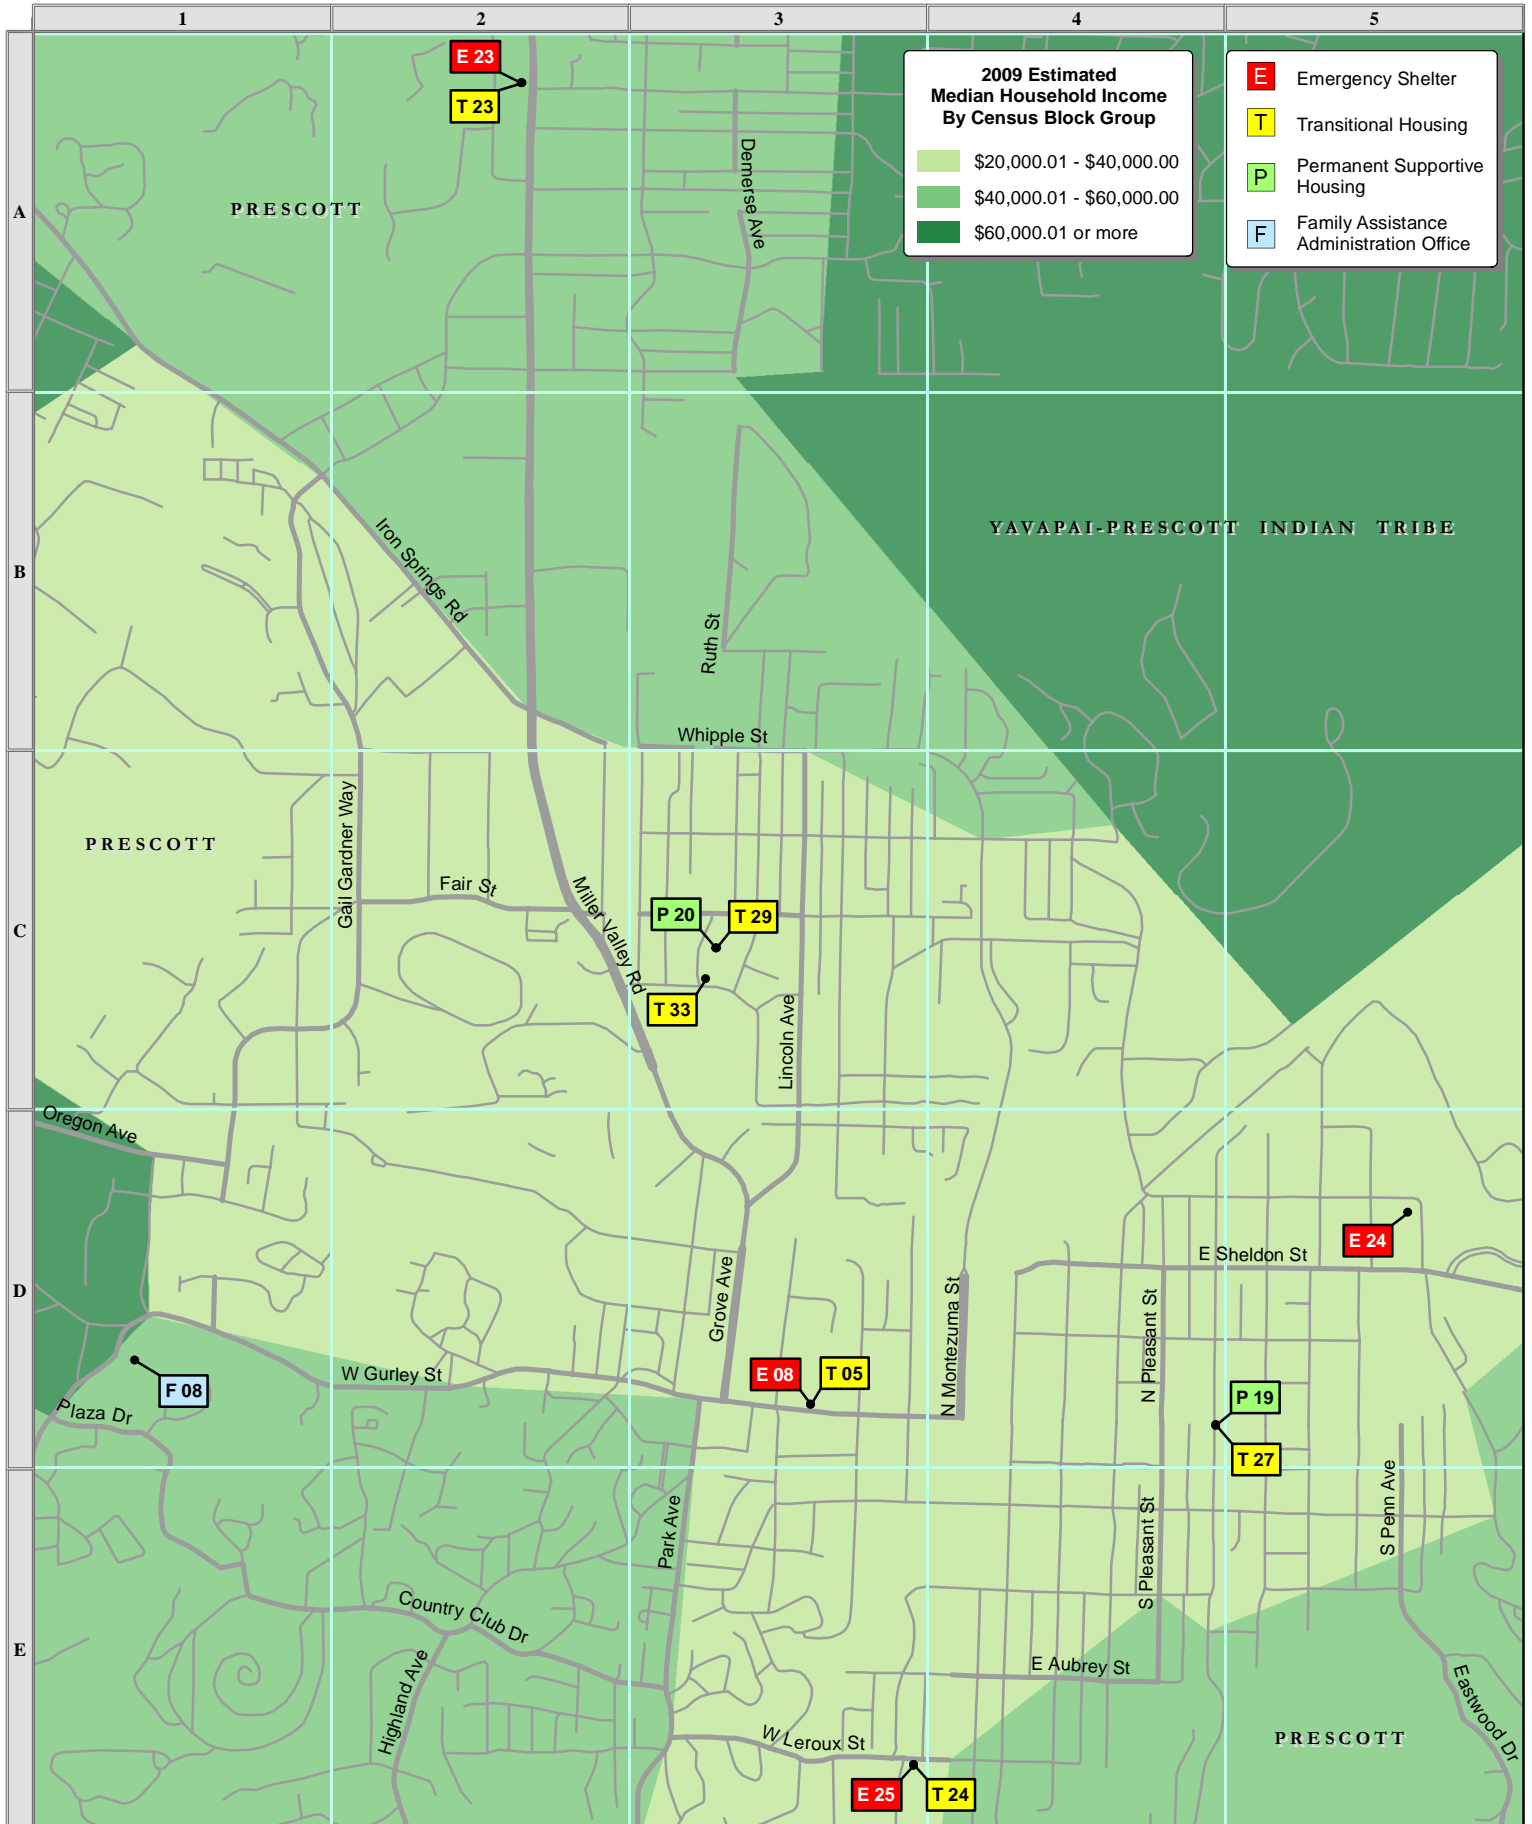 1 2 3 4 5
E 23
T 23
2009 Estimated
Median Household Income
By Census Block Group
$20,000.01 - $40,000.00
$40,000.01 - $60,000.00
$60,000.01 or more
E Emergency Shelter
T Transitional Housing
P Permanent Supportive
Housing
F Family Assistance
Administration Office
Demerse Ave
A
PRESCOTT
YAVAPAI-PRESCOTT INDIAN TRIBE
Iron Springs Rd
B
Ruth St
Whipple St
Gail Gardner Way
PRESCOTT
Fair St
Miller Valley Rd
P 20
T 29
C
T 33
Lincoln Ave
Oregon Ave
E 24
E Sheldon St
D
Grove Ave
N Montezuma St
N Pleasant St
W Gurley St
E 08
T 05
F 08
P 19
Plaza Dr
T 27
S Penn Ave
Park Ave
S Pleasant St
Country Club Dr
E
Highland Ave
E Aubrey St
Eastwood Dr
W Leroux St
PRESCOTT
E 25
T 24